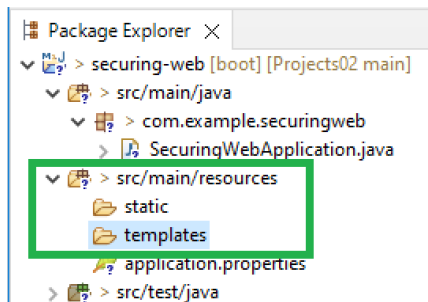 Package Explorer
> securing-web [boot] [Projects02 main]
> src/main/java
> com.example.securingweb
> SecuringWebApplication.java
> src/main/resources
static
templates
application.properties
> src/test/java